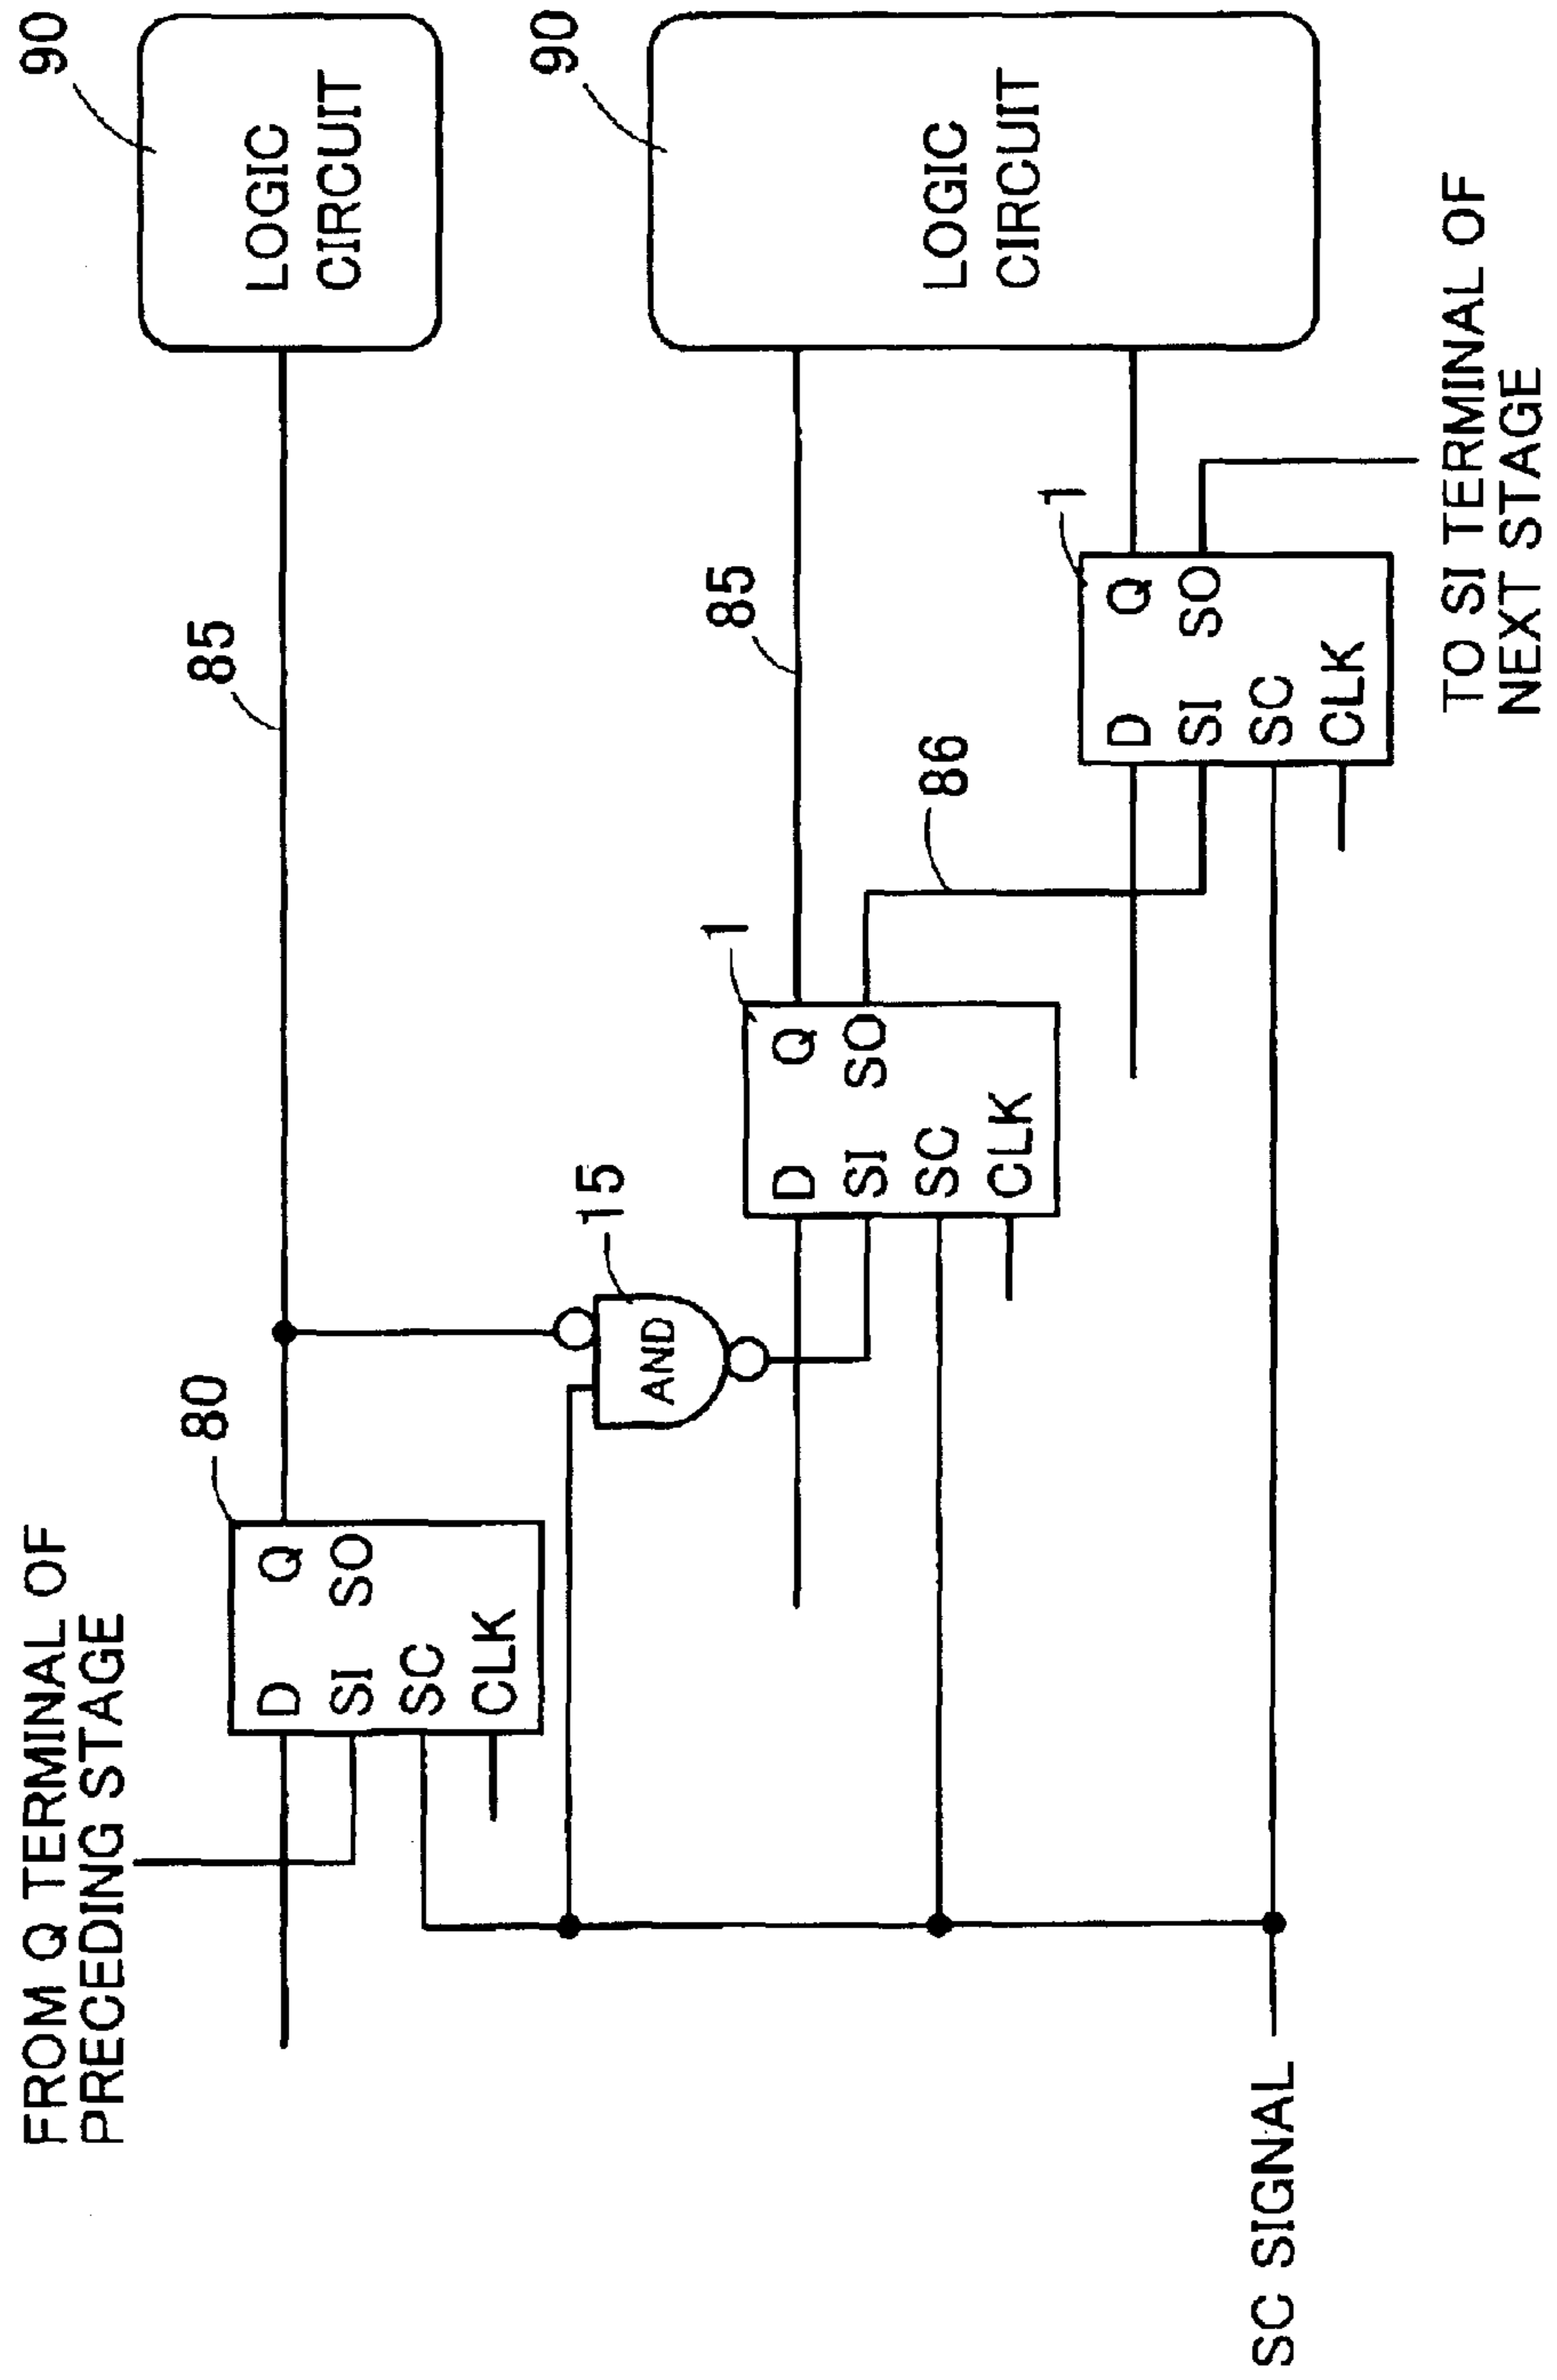 FROM Q TERMINAL OF
PRECEDING STAGE
80
D Q
SI SO
SC
CLK
85
90
LOGIC
CIRCUIT
15
AND
1
D Q
SI SO
SC
CLK
85
90
LOGIC
CIRCUIT
86
1
D Q
SI SO
SC
CLK
SC SIGNAL
TO SI TERMINAL OF
NEXT STAGE